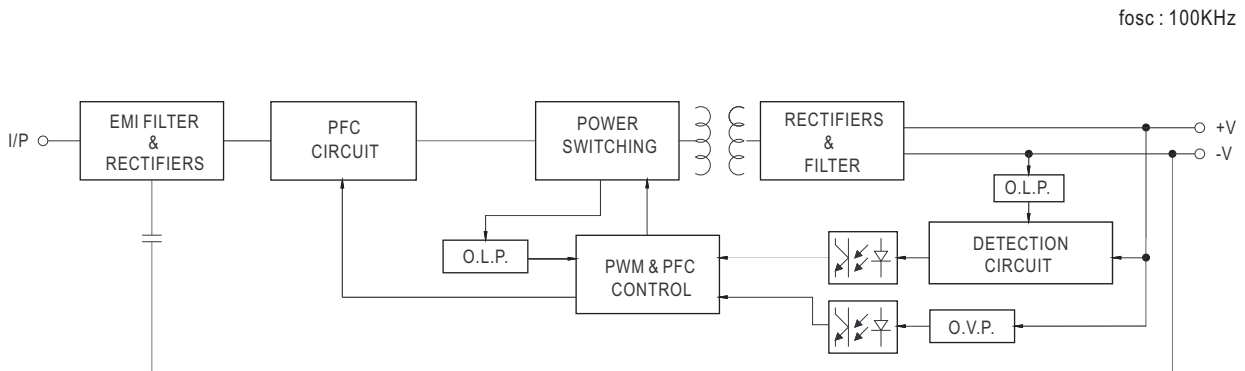 fosc : 100KHz
I/P
EMI FILTER
&
RECTIFIERS
PFC
CIRCUIT
POWER
SWITCHING
RECTIFIERS
&
FILTER
+V
-V
O.L.P.
O.L.P.
PWM & PFC
CONTROL
DETECTION
CIRCUIT
O.V.P.